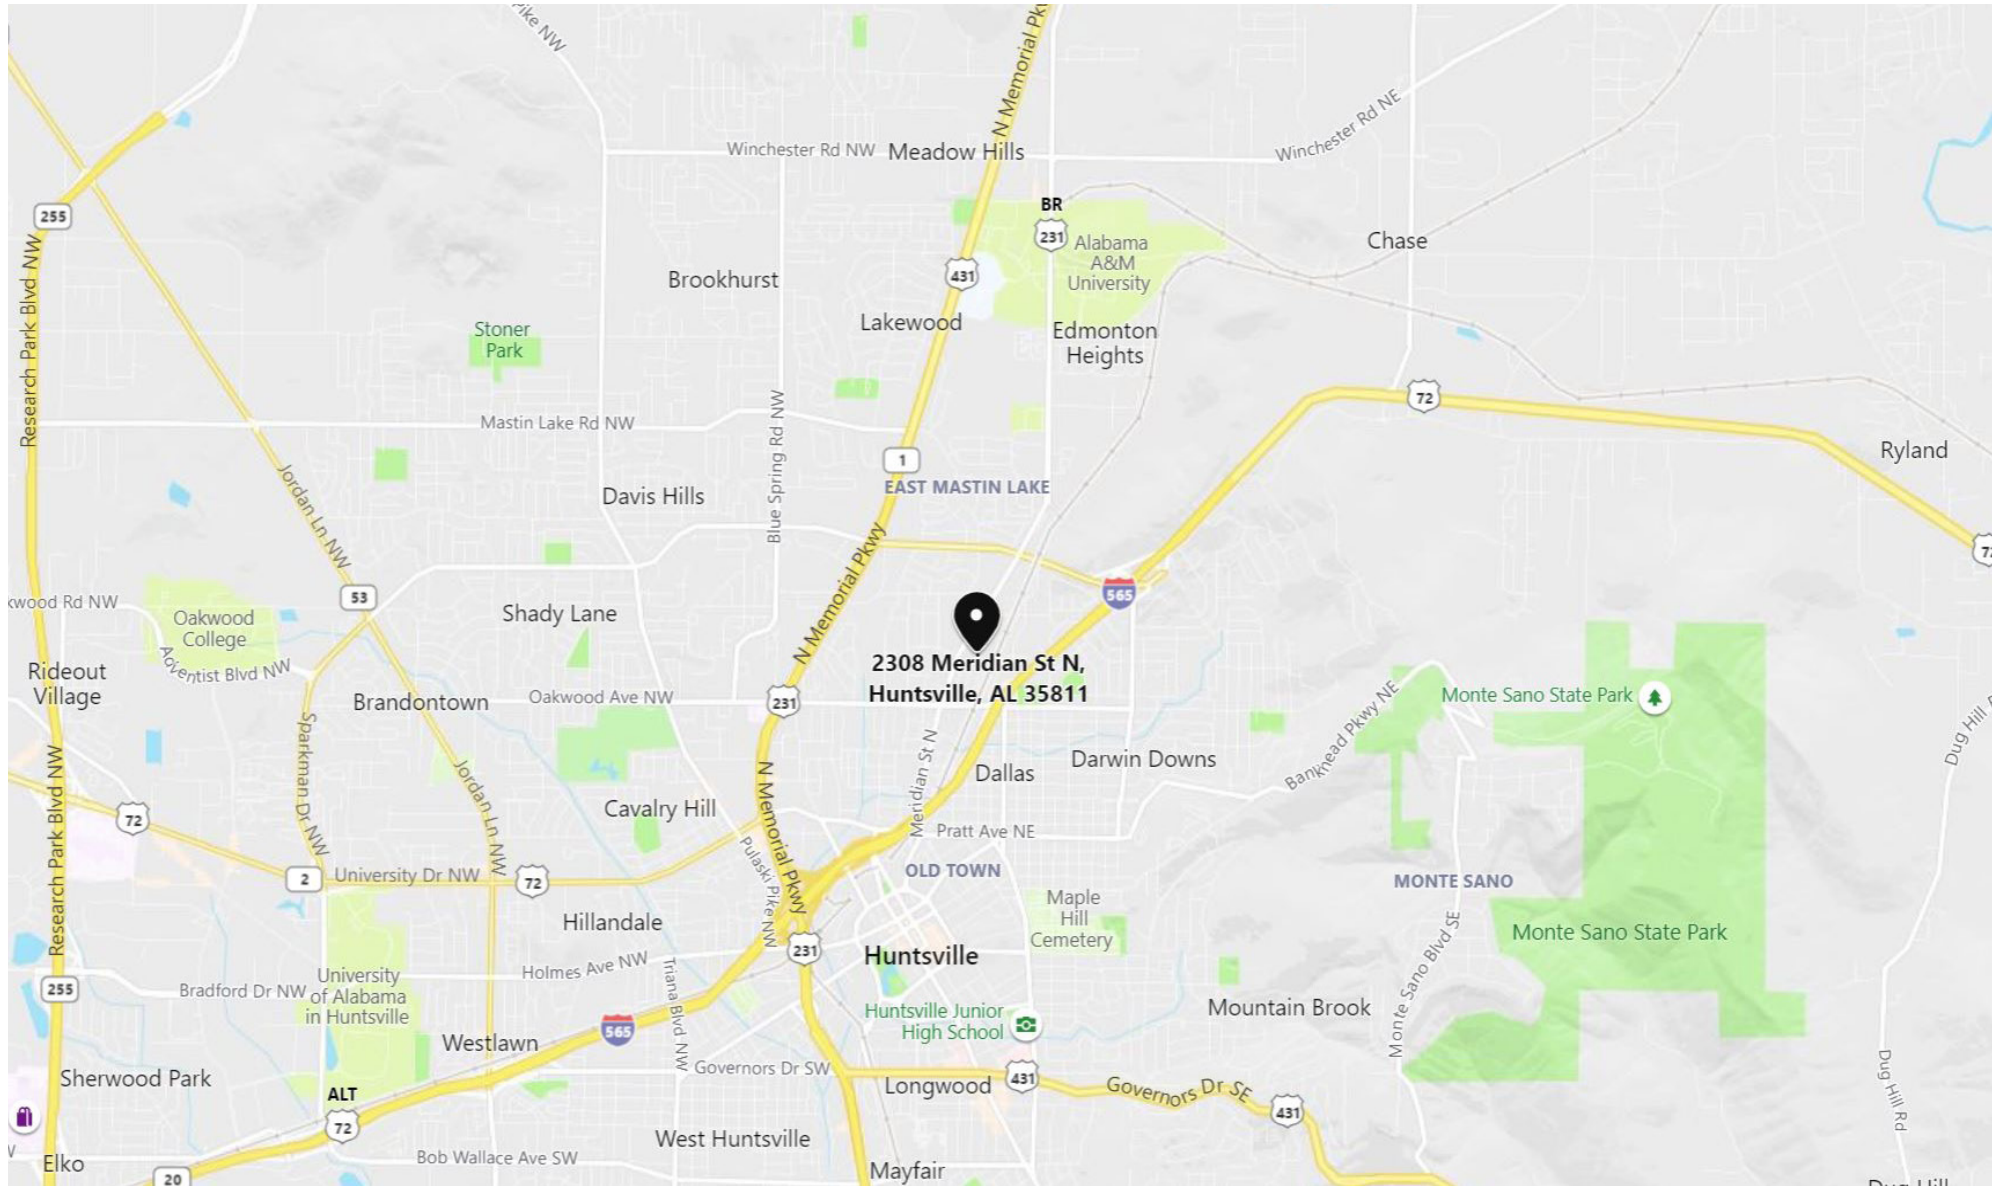 Pike NW
N Memorial Pkwy
Winchester Rd NW
Meadow Hills
Winchester Rd NE
255
BR
231
Alabama
A&M
University
Chase
Research Park Blvd NW
431
Brookhurst
Lakewood
Stoner
Park
Edmonton
Heights
72
Mastin Lake Rd NW
Blue Spring Rd NW
1
Ryland
EAST MASTIN LAKE
Jordan Ln NW
Davis Hills
N Memorial Pkwy
72
565
53
kwood Rd NW
Oakwood
College
Shady Lane
Adventist Blvd NW
Rideout
Village
2308 Meridian St N,
Huntsville, AL 35811
Brandontown
Oakwood Ave NW
231
Monte Sano State Park
Bankhead Pkwy NE
Dug Hill
Sparkman Dr NW
Meridian St N
Darwin Downs
Dallas
Research Park Blvd NW
Jordan Ln NW
N Memorial Pkwy
72
Cavalry Hill
Pratt Ave NE
Pulaski Pike NW
2
University Dr NW
72
OLD TOWN
MONTE SANO
Maple
Hill
Cemetery
Hillandale
231
Huntsville
Monte Sano State Park
Monte Sano Blvd SE
Holmes Ave NW
Triana Blvd NW
255
Bradford Dr NW
University
of Alabama
in Huntsville
Huntsville Junior
High School
Mountain Brook
565
Westlawn
Governors Dr SW
Sherwood Park
Longwood
431
Governors Dr SE
431
Dug Hill Rd
ALT
72
West Huntsville
Elko
Bob Wallace Ave SW
Mayfair
20
Dug Hill